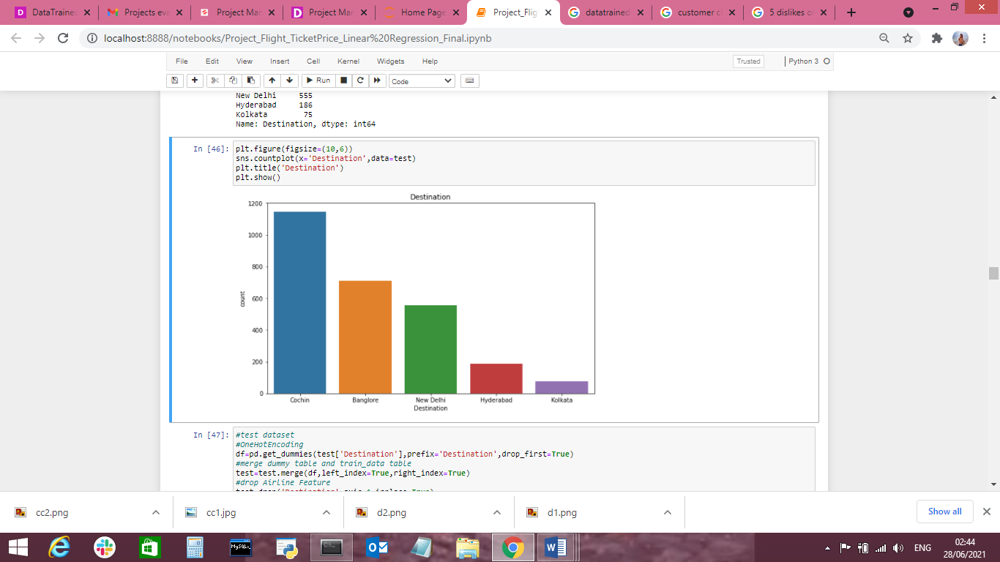 DataTrained
Projects eva
Project Man
Project Man
Home Page
Project_Flig
datatrained
customer c
5 dislikes o
localhost:8888/notebooks/Project_Flight_TicketPrice_Linear%20Regression_Final.ipynb
File Edit View Insert Cell Kernel Widgets Help Trusted Python 3
Run Code
New Delhi 555
Hyderabad 186
Kolkata 75
Name: Destination, dtype: int64
In [46]:
plt.figure(figsize=(10,6))
sns.countplot(x='Destination',data=test)
plt.title('Destination')
plt.show()
Destination
1200
1000
800
600
400
200
0
count
Cochin Banglore New Delhi Hyderabad Kolkata
Destination
In [47]:
#test dataset
#OneHotEncoding
df=pd.get_dummies(test['Destination'],prefix='Destination',drop_first=True)
#merge dummy table and train_data table
test=test.merge(df,left_index=True,right_index=True)
#drop Airline Feature
cc2.png cc1.jpg d2.png d1.png Show all
MySQL
ENG
02:44
28/06/2021